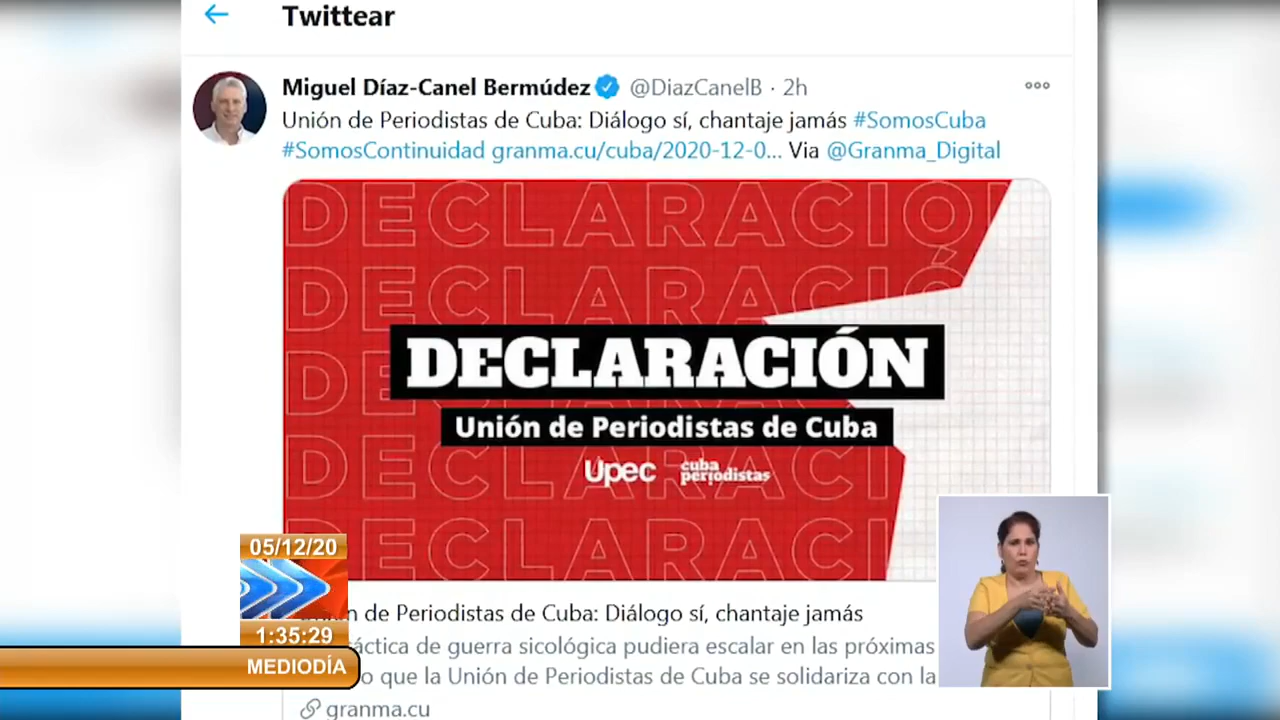 Twittear
Miguel Díaz-Canel Bermúdez @DiazCanelB · 2h
Unión de Periodistas de Cuba: Diálogo sí, chantaje jamás #SomosCuba
#SomosContinuidad granma.cu/cuba/2020-12-0... Via @Granma_Digital
DECLARACIÓN
DECLARACIÓ
DECLARACIÓN
Unión de Periodistas de Cuba
Upec cuba periodistas
DECLARACI
DECLARACI
05/12/20
1:35:29
MEDIODÍA
de Periodistas de Cuba: Diálogo sí, chantaje jamás
de guerra sicológica pudiera escalar en las próximas
que la Unión de Periodistas de Cuba se solidariza con la
granma.cu